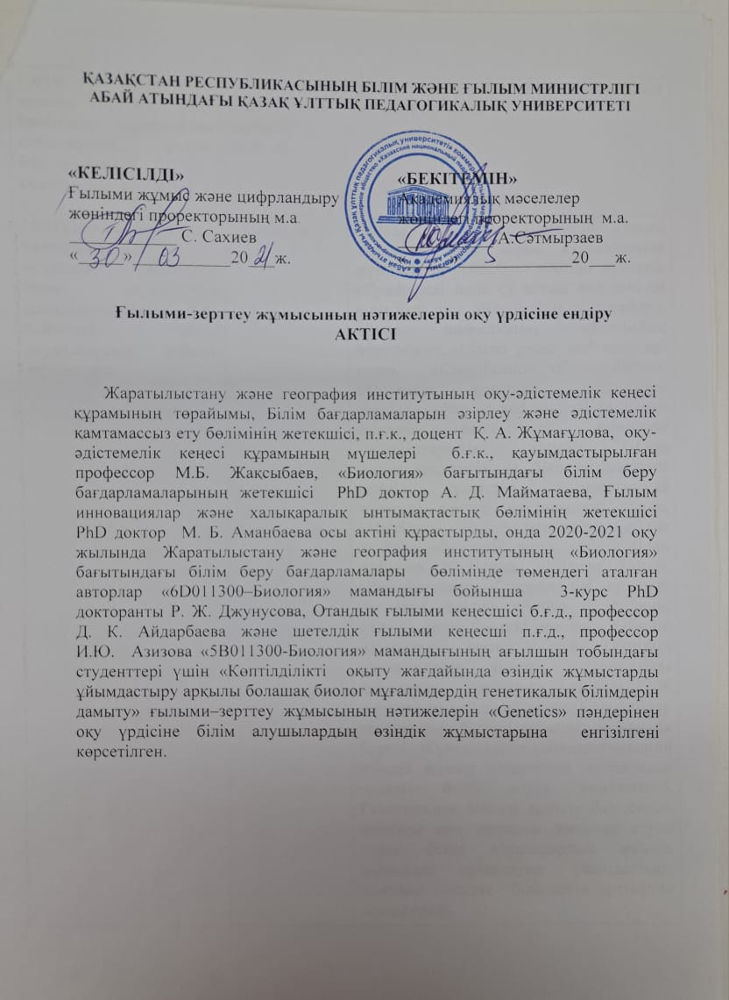 ҚАЗАҚСТАН РЕСПУБЛИКАСЫНЫҢ БІЛІМ ЖӘНЕ ҒЫЛЫМ МИНИСТРЛІГІ
АБАЙ АТЫНДАҒЫ ҚАЗАҚ ҰЛТТЫҚ ПЕДАГОГИКАЛЫҚ УНИВЕРСИТЕТІ
«КЕЛІСІЛДІ»
Ғылыми жұмыс және цифрландыру
жөніндегі проректорының м.а.
С. Сахиев
«30» 03 2021 ж.
«БЕКІТЕМІН»
Академиялық мәселелер
жөніндегі проректорының м.а.
А.Сәтмырзаев
20___ж.
Ғылыми-зерттеу жұмысының нәтижелерін оқу үрдісіне ендіру
АКТІСІ
Жаратылыстану және география институтының оқу-әдістемелік кеңесі
құрамының төрайымы, Білім бағдарламаларын әзірлеу және әдістемелік
қамтамассыз ету бөлімінің жетекшісі, п.ғ.к., доцент Қ. А. Жұмағұлова, оқу-
әдістемелік кеңесі құрамының мүшелері б.ғ.к., қауымдастырылған
профессор М.Б. Жақсыбаев, «Биология» бағытындағы білім беру
бағдарламаларының жетекшісі PhD доктор А. Д. Майматаева, Ғылым
инновациялар және халықаралық ынтымақтастық бөлімінің жетекшісі
PhD доктор М. Б. Аманбаева осы актіні құрастырды, онда 2020-2021 оқу
жылында Жаратылыстану және география институтының «Биология»
бағытындағы білім беру бағдарламалары бөлімінде төмендегі аталған
авторлар «6D011300–Биология» мамандығы бойынша 3-курс PhD
докторанты Р. Ж. Джунусова, Отандық ғылыми кеңесшісі б.ғ.д., профессор
Д. К. Айдарбаева және шетелдік ғылыми кеңесші п.ғ.д., профессор
И.Ю. Азизова «5В011300-Биология» мамандығының ағылшын тобындағы
студенттері үшін «Көптілділікті оқыту жағдайында өзіндік жұмыстарды
ұйымдастыру арқылы болашақ биолог мұғалімдердің генетикалық білімдерін
дамыту» ғылыми–зерттеу жұмысының нәтижелерін «Genetics» пәндерінен
оқу үрдісіне білім алушылардың өзіндік жұмыстарына енгізілгені
көрсетілген.